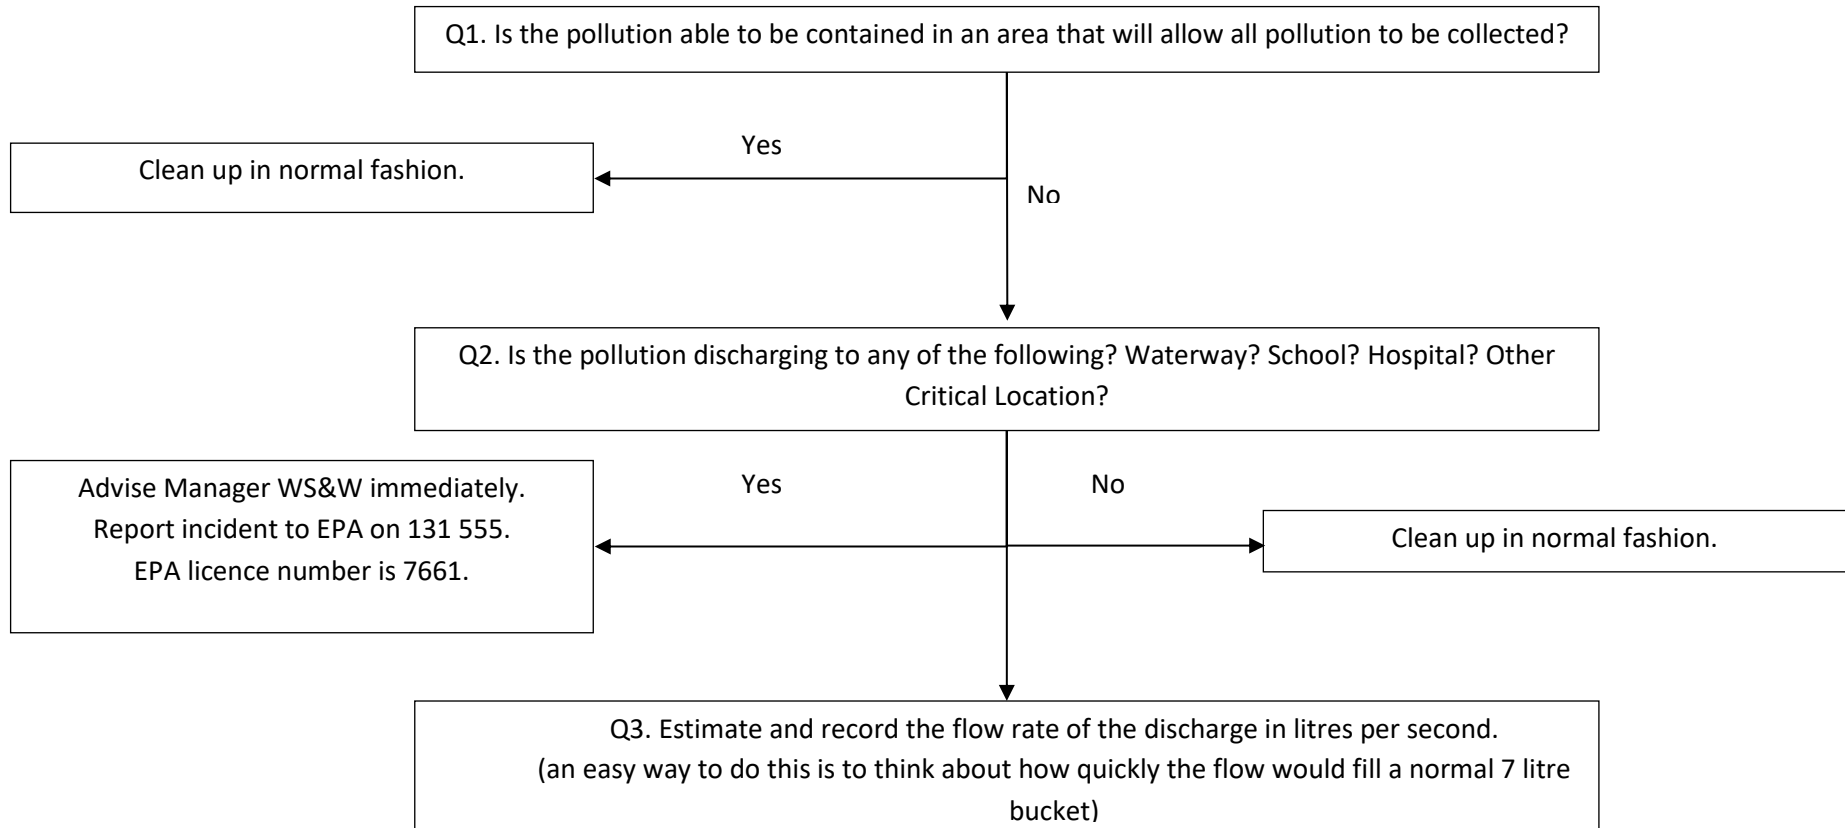 Q1. Is the pollution able to be contained in an area that will allow all pollution to be collected?
Yes
Clean up in normal fashion.
No
Q2. Is the pollution discharging to any of the following? Waterway? School? Hospital? Other
Critical Location?
Advise Manager WS&W immediately.
Report incident to EPA on 131 555.
EPA licence number is 7661.
Yes
No
Clean up in normal fashion.
Q3. Estimate and record the flow rate of the discharge in litres per second.
(an easy way to do this is to think about how quickly the flow would fill a normal 7 litre
bucket)